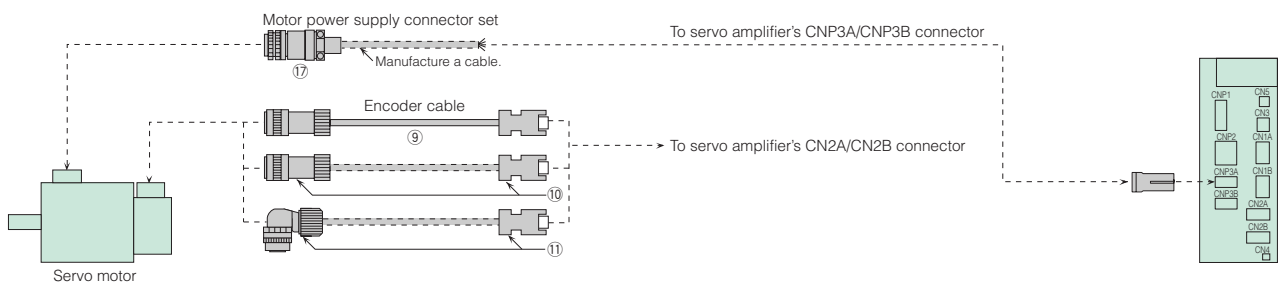 Motor power supply connector set
To servo amplifier's CNP3A/CNP3B connector
⑰
Manufacture a cable.
Encoder cable
⑨
To servo amplifier's CN2A/CN2B connector
⑩
⑪
Servo motor
CNP1
CN5
CN3
CNP2
CN1A
CNP3A
CN1B
CNP3B
CN2A
CN2B
CN4